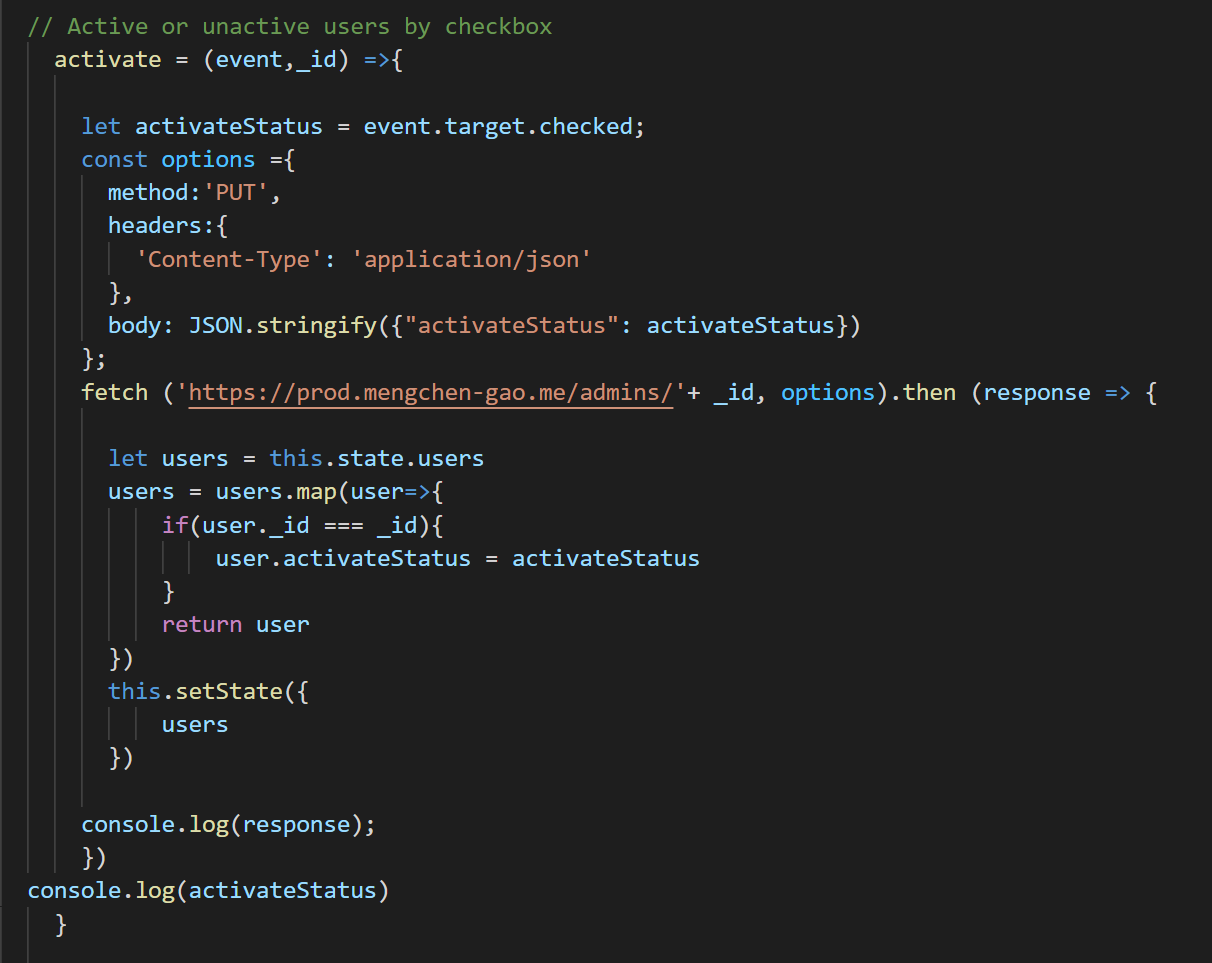 // Active or unactive users by checkbox
activate = (event,_id) =>{
let activateStatus = event.target.checked;
const options ={
method:'PUT',
headers:{
'Content-Type': 'application/json'
},
body: JSON.stringify({"activateStatus": activateStatus})
};
fetch ('https://prod.mengchen-gao.me/admins/'+ _id, options).then (response => {
let users = this.state.users
users = users.map(user=>{
if(user._id === _id){
user.activateStatus = activateStatus
}
return user
})
this.setState({
users
})
console.log(response);
})
console.log(activateStatus)
}